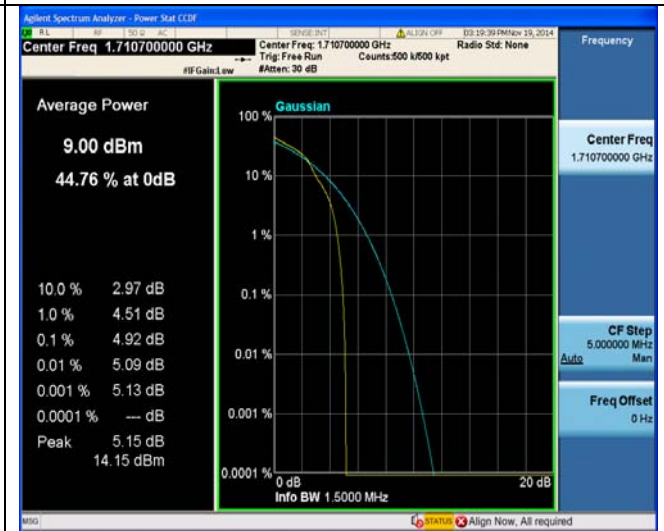 Agilent Spectrum Analyzer - Power Stat CCDF
RL RF 50 Ω AC SENSE:INT ALIGN OFF 03:19:39 PM Nov 19, 2014
Center Freq 1.710700000 GHz
Center Freq: 1.710700000 GHz Radio Std: None
Trig: Free Run Counts:500 k/500 kpt
#IFGain:Low #Atten: 30 dB
Frequency
Average Power
9.00 dBm
44.76 % at 0dB
10.0 % 2.97 dB
1.0 % 4.51 dB
0.1 % 4.92 dB
0.01 % 5.09 dB
0.001 % 5.13 dB
0.0001 % --- dB
Peak 5.15 dB
14.15 dBm
Gaussian
100 %
10 %
1 %
0.1 %
0.01 %
0.001 %
0.0001 %
0 dB 20 dB
Info BW 1.5000 MHz
Center Freq
1.710700000 GHz
CF Step
5.000000 MHz
Auto Man
Freq Offset
0 Hz
MSG STATUS Align Now, All required